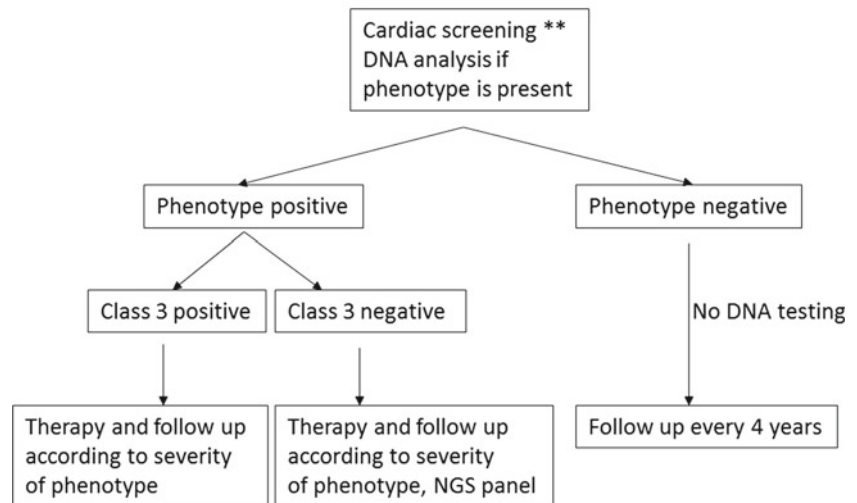 Cardiac screening **
DNA analysis if
phenotype is present
Phenotype positive
Phenotype negative
Class 3 positive
Class 3 negative
No DNA testing
Therapy and follow up
according to severity
of phenotype
Therapy and follow up
according to severity
of phenotype, NGS panel
Follow up every 4 years